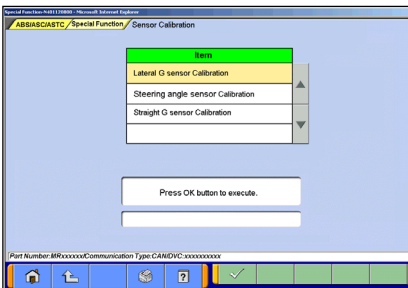 Special Function-N401120800 - Microsoft Internet Explorer
ABS/ASC/ASTC Special Function Sensor Calibration
Item
Lateral G sensor Calibration
Steering angle sensor Calibration
Straight G sensor Calibration
Press OK button to execute.
Part Number:MRxxxxxx/Communication Type:CAN/DVC:xxxxxxxxxx
?